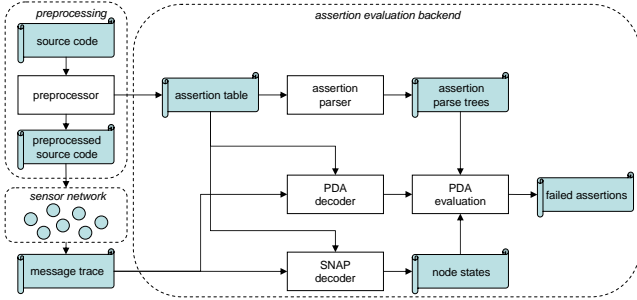 preprocessing
assertion evaluation backend
source code
preprocessor
assertion table
assertion
parser
assertion
parse trees
preprocessed
source code
sensor network
PDA
decoder
PDA
evaluation
failed assertions
message trace
SNAP
decoder
node states